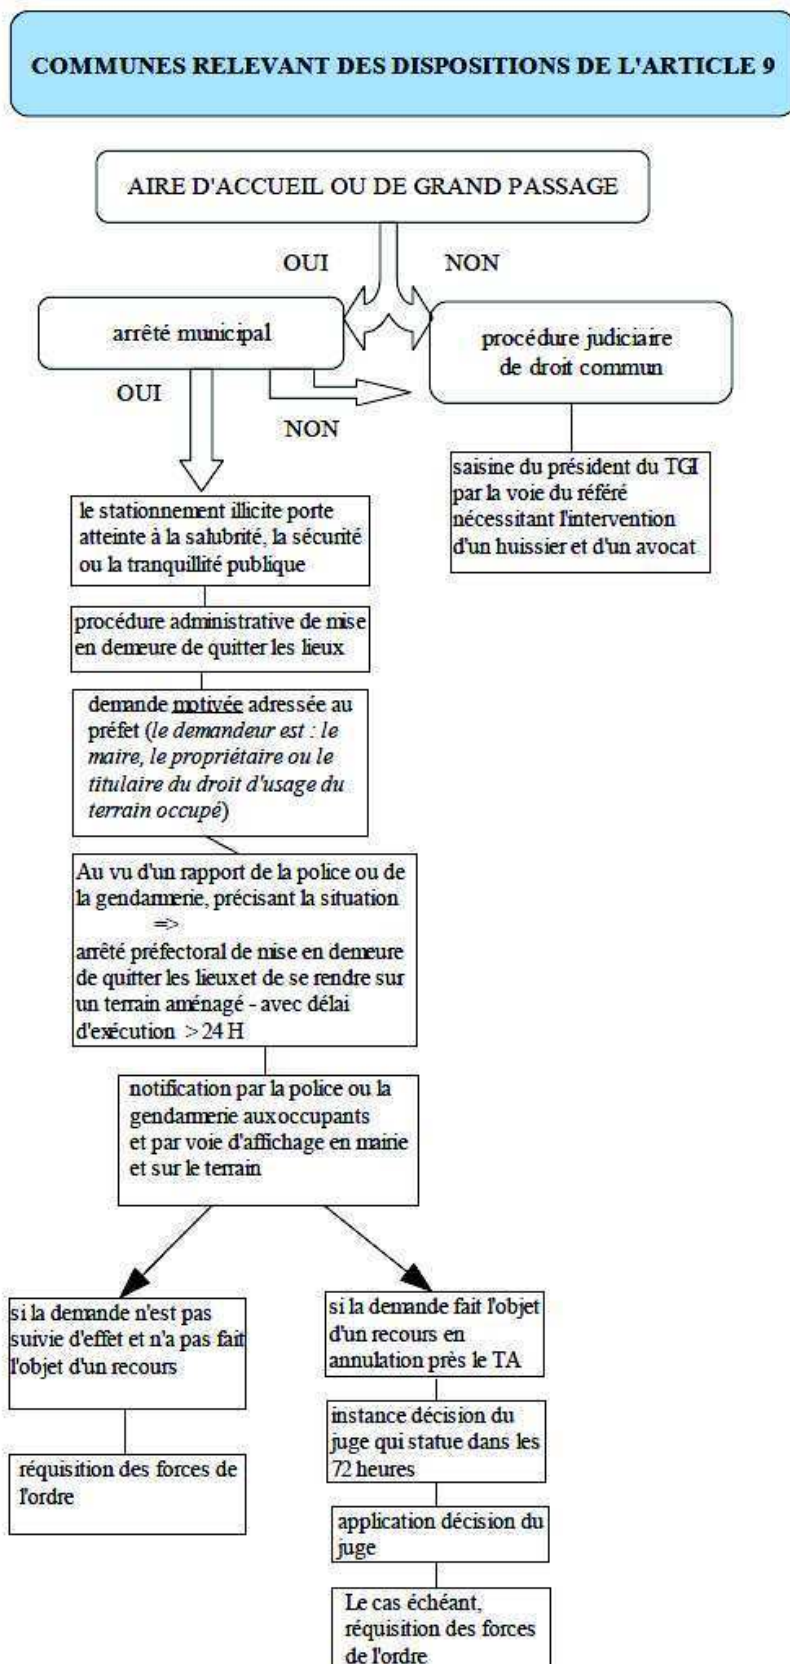 COMMUNES RELEVANT DES DISPOSITIONS DE L'ARTICLE 9
AIRE D'ACCUEIL OU DE GRAND PASSAGE
OUI
NON
arrêté municipal
procédure judiciaire
de droit commun
OUI
NON
saisine du président du TGI
par la voie du référé
nécessitant l'intervention
d'un huissier et d'un avocat
le stationnement illicite porte
atteinte à la salubrité, la sécurité
ou la tranquillité publique
procédure administrative de mise
en demeure de quitter les lieux
demande motivée adressée au
préfet (le demandeur est : le
maire, le propriétaire ou le
titulaire du droit d'usage du
terrain occupé)
Au vu d'un rapport de la police ou de
la gendarmerie, précisant la situation
=>
arrêté préfectoral de mise en demeure
de quitter les lieux et de se rendre sur
un terrain aménagé - avec délai
d'exécution > 24 H
notification par la police ou la
gendarmerie aux occupants
et par voie d'affichage en mairie
et sur le terrain
si la demande n'est pas
suivie d'effet et n'a pas fait
l'objet d'un recours
réquisition des forces de
l'ordre
si la demande fait l'objet
d'un recours en
annulation près le TA
instance décision du
juge qui statue dans les
72 heures
application décision du
juge
Le cas échéant,
réquisition des forces
de l'ordre